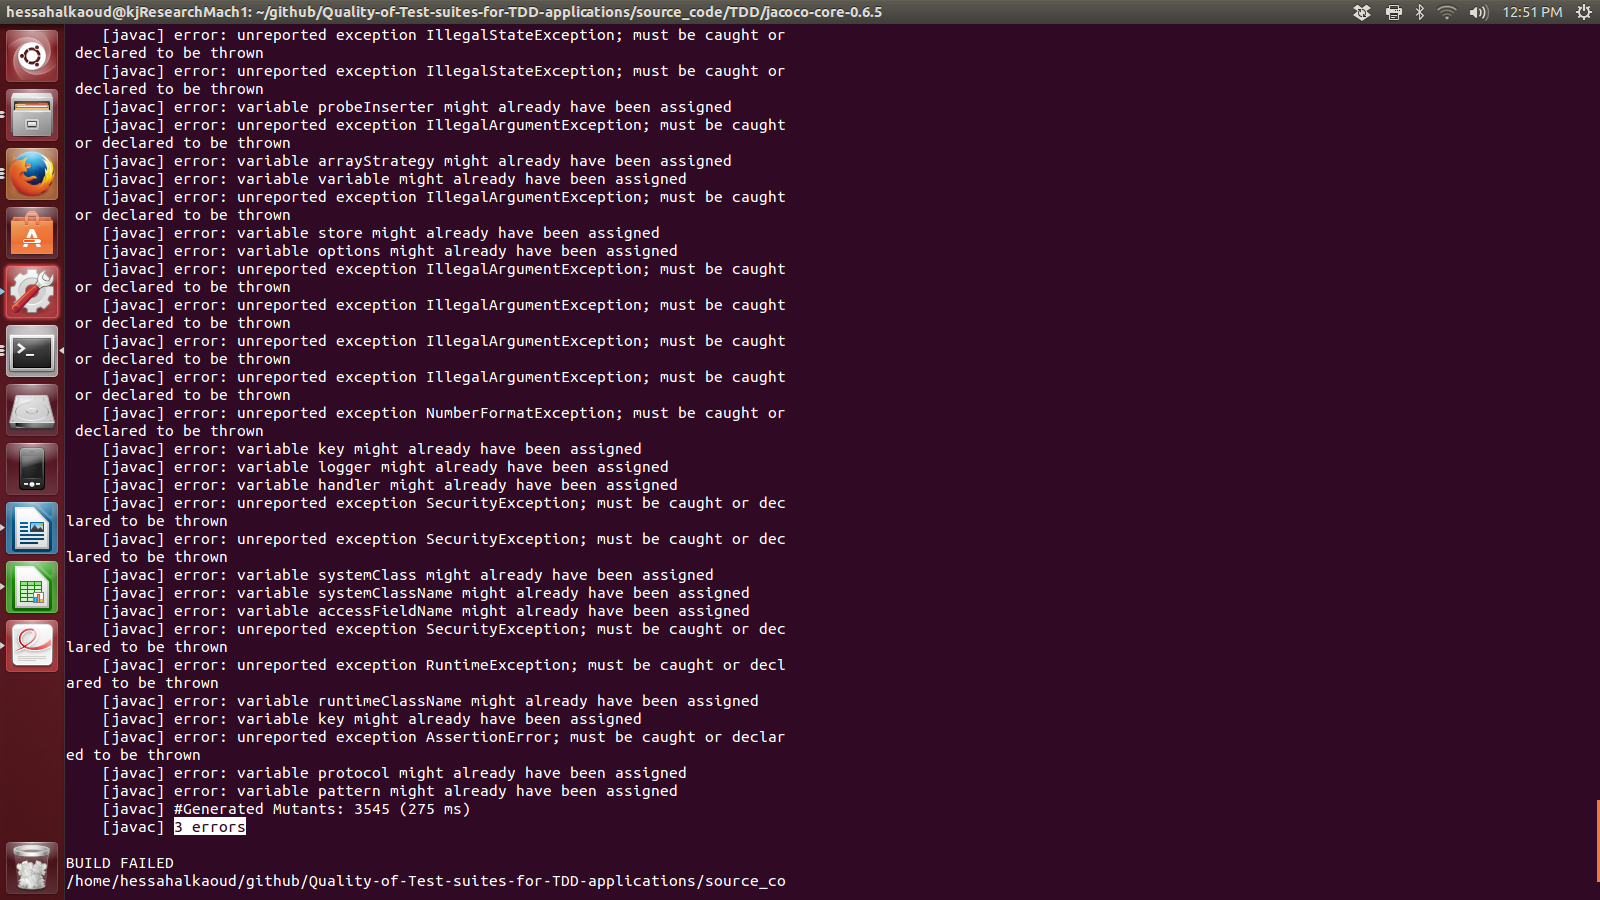 hessahalkaoud@kjResearchMach1: ~/github/Quality-of-Test-suites-for-TDD-applications/source_code/TDD/jacoco-core-0.6.5
12:51 PM
[javac] error: unreported exception IllegalStateException; must be caught or
declared to be thrown
[javac] error: unreported exception IllegalStateException; must be caught or
declared to be thrown
[javac] error: variable probeInserter might already have been assigned
[javac] error: unreported exception IllegalArgumentException; must be caught
or declared to be thrown
[javac] error: variable arrayStrategy might already have been assigned
[javac] error: variable variable might already have been assigned
[javac] error: unreported exception IllegalArgumentException; must be caught
or declared to be thrown
[javac] error: variable store might already have been assigned
[javac] error: variable options might already have been assigned
[javac] error: unreported exception IllegalArgumentException; must be caught
or declared to be thrown
[javac] error: unreported exception IllegalArgumentException; must be caught
or declared to be thrown
[javac] error: unreported exception IllegalArgumentException; must be caught
or declared to be thrown
[javac] error: unreported exception IllegalArgumentException; must be caught
or declared to be thrown
[javac] error: unreported exception NumberFormatException; must be caught or
declared to be thrown
[javac] error: variable key might already have been assigned
[javac] error: variable logger might already have been assigned
[javac] error: variable handler might already have been assigned
[javac] error: unreported exception SecurityException; must be caught or dec
lared to be thrown
[javac] error: unreported exception SecurityException; must be caught or dec
lared to be thrown
[javac] error: variable systemClass might already have been assigned
[javac] error: variable systemClassName might already have been assigned
[javac] error: variable accessFieldName might already have been assigned
[javac] error: unreported exception SecurityException; must be caught or dec
lared to be thrown
[javac] error: unreported exception RuntimeException; must be caught or decl
ared to be thrown
[javac] error: variable runtimeClassName might already have been assigned
[javac] error: variable key might already have been assigned
[javac] error: unreported exception AssertionError; must be caught or declar
ed to be thrown
[javac] error: variable protocol might already have been assigned
[javac] error: variable pattern might already have been assigned
[javac] #Generated Mutants: 3545 (275 ms)
[javac] 3 errors
BUILD FAILED
/home/hessahalkaoud/github/Quality-of-Test-suites-for-TDD-applications/source_co